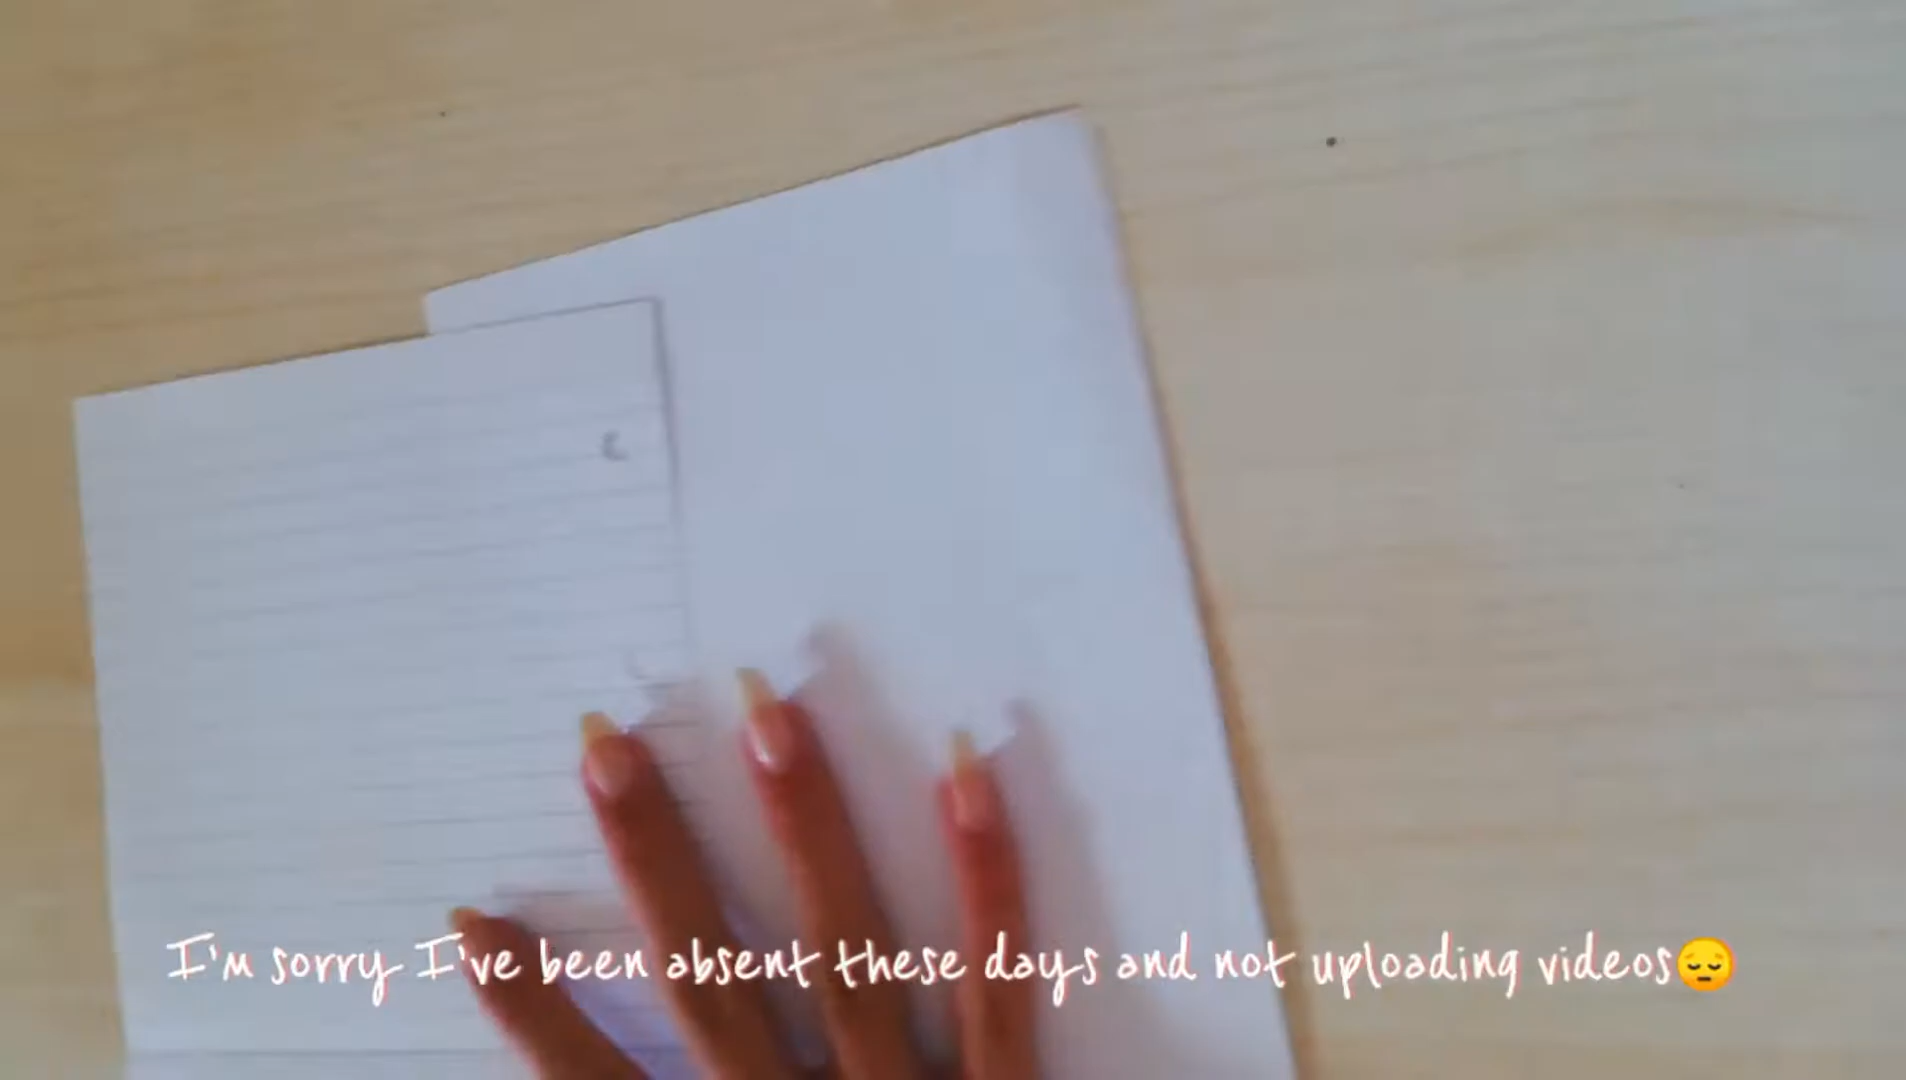 I'm sorry I've been absent these days and not uploading videos😔